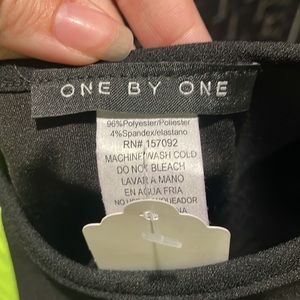 ONE BY ONE
96%Polyester/Poliester
4%Spandex/elastano
RN# 157092
MACHINE WASH COLD
DO NOT BLEACH
LAVAR A MANO
EN AGUA FRIA
NO